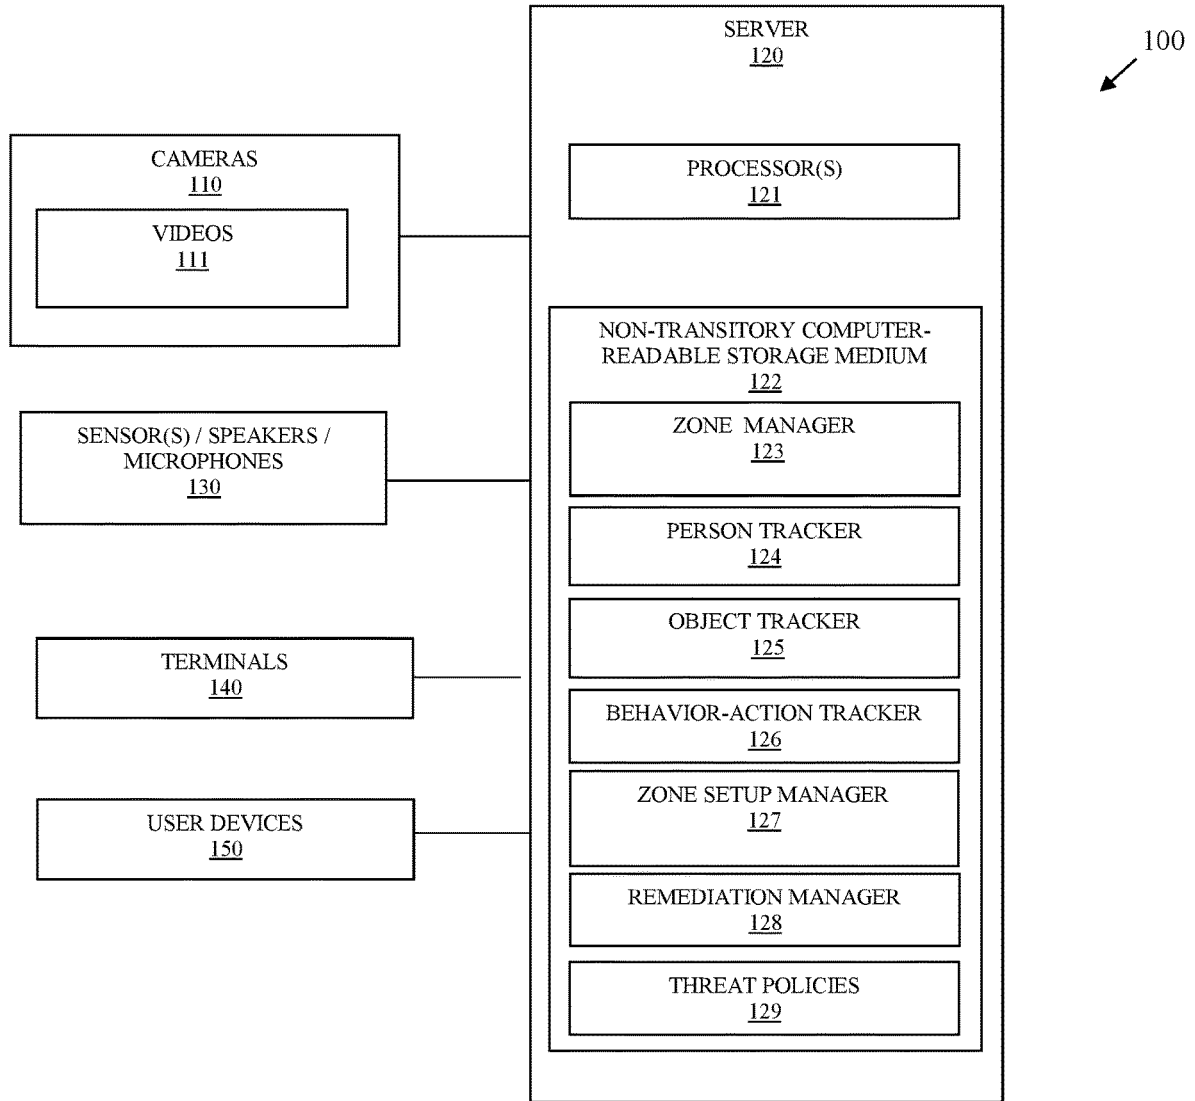 SERVER
120
100
CAMERAS
110
VIDEOS
111
PROCESSOR(S)
121
NON-TRANSITORY COMPUTER-
READABLE STORAGE MEDIUM
122
ZONE MANAGER
123
SENSOR(S) / SPEAKERS /
MICROPHONES
130
PERSON TRACKER
124
OBJECT TRACKER
125
TERMINALS
140
BEHAVIOR-ACTION TRACKER
126
ZONE SETUP MANAGER
127
USER DEVICES
150
REMEDIATION MANAGER
128
THREAT POLICIES
129